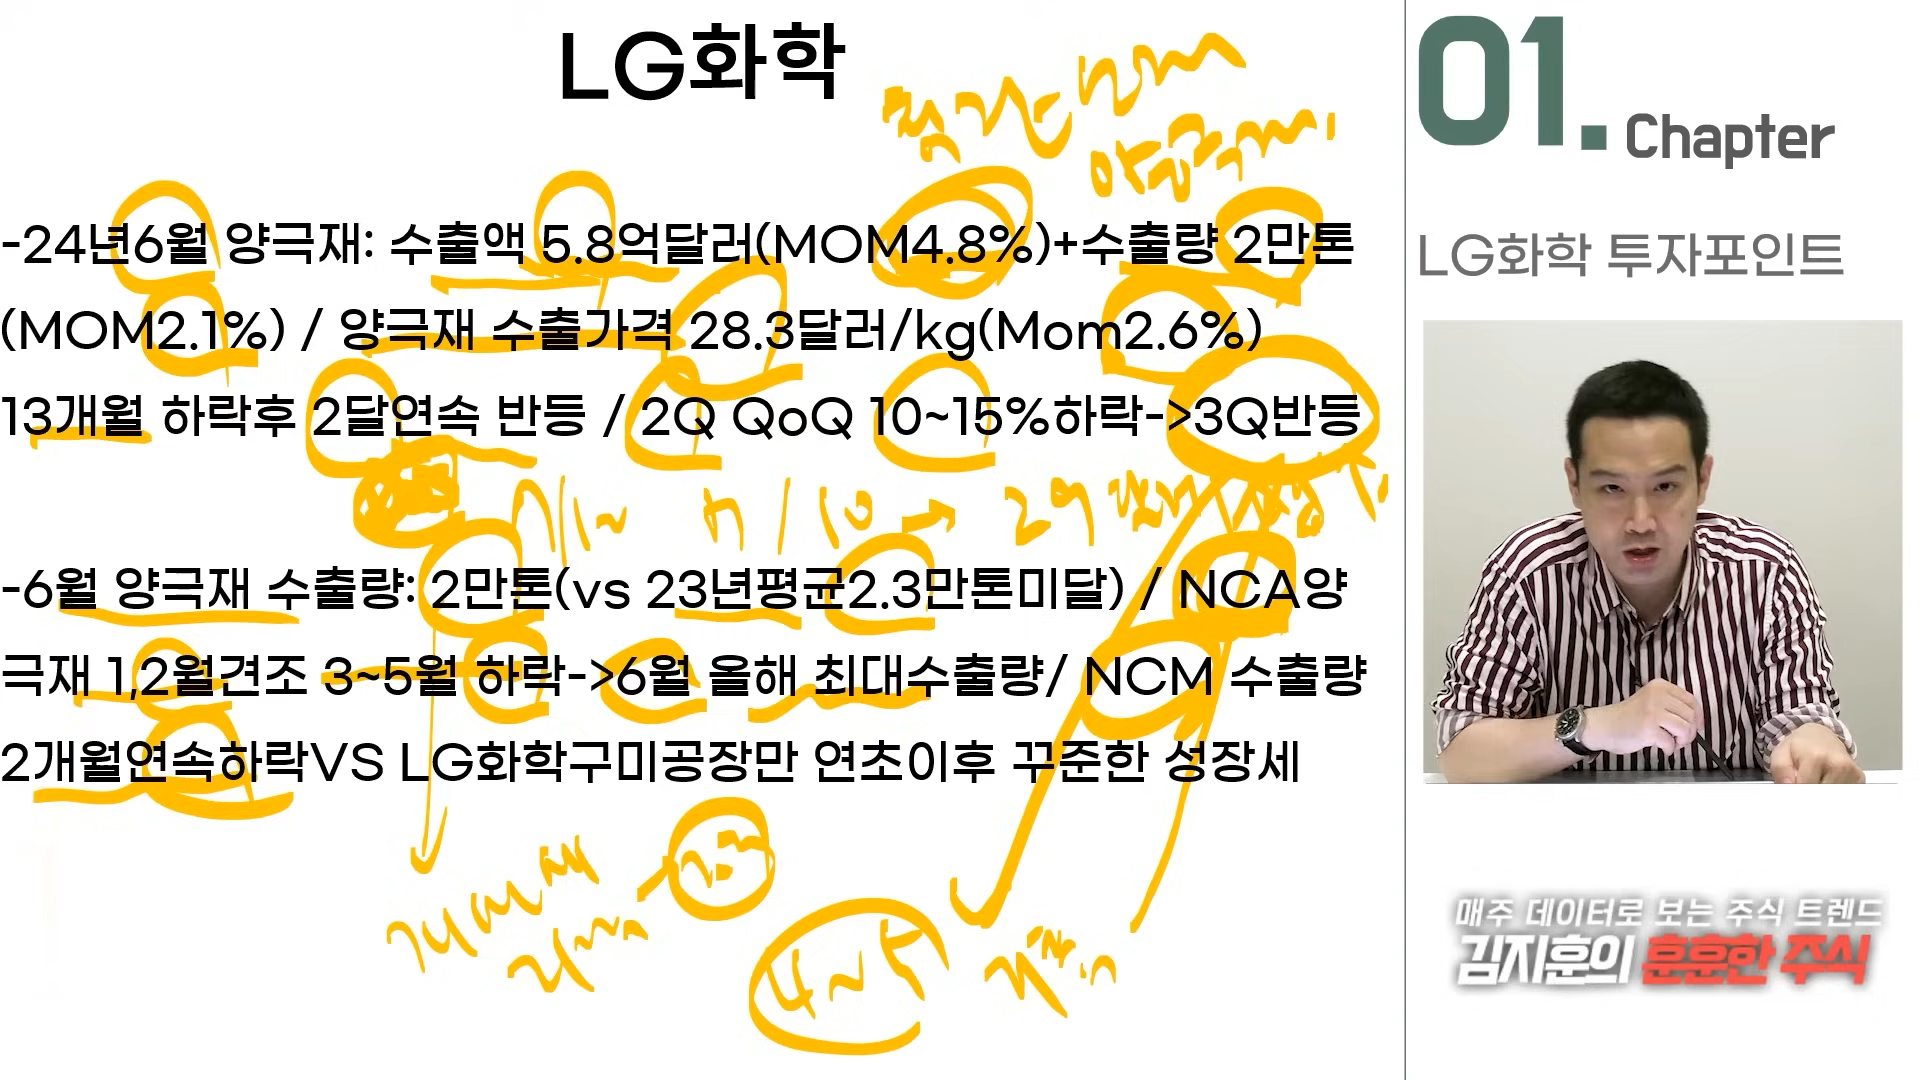 LG화학
-24년6월 양극재: 수출액 5.8억달러(MOM4.8%)+수출량 2만톤
(MOM2.1%) / 양극재 수출가격 28.3달러/kg(Mom2.6%)
13개월 하락후 2달연속 반등 / 2Q QoQ 10~15%하락->3Q반등
-6월 양극재 수출량: 2만톤(vs 23년평균2.3만톤미달) / NCA양
극재 1,2월견조 3~5월 하락->6월 올해 최대수출량/ NCM 수출량
2개월연속하락VS LG화학구미공장만 연초이후 꾸준한 성장세
4~5
01. Chapter
LG화학 투자포인트
매주 데이터로 보는 주식 트렌드
김지훈의 훈훈한 주식